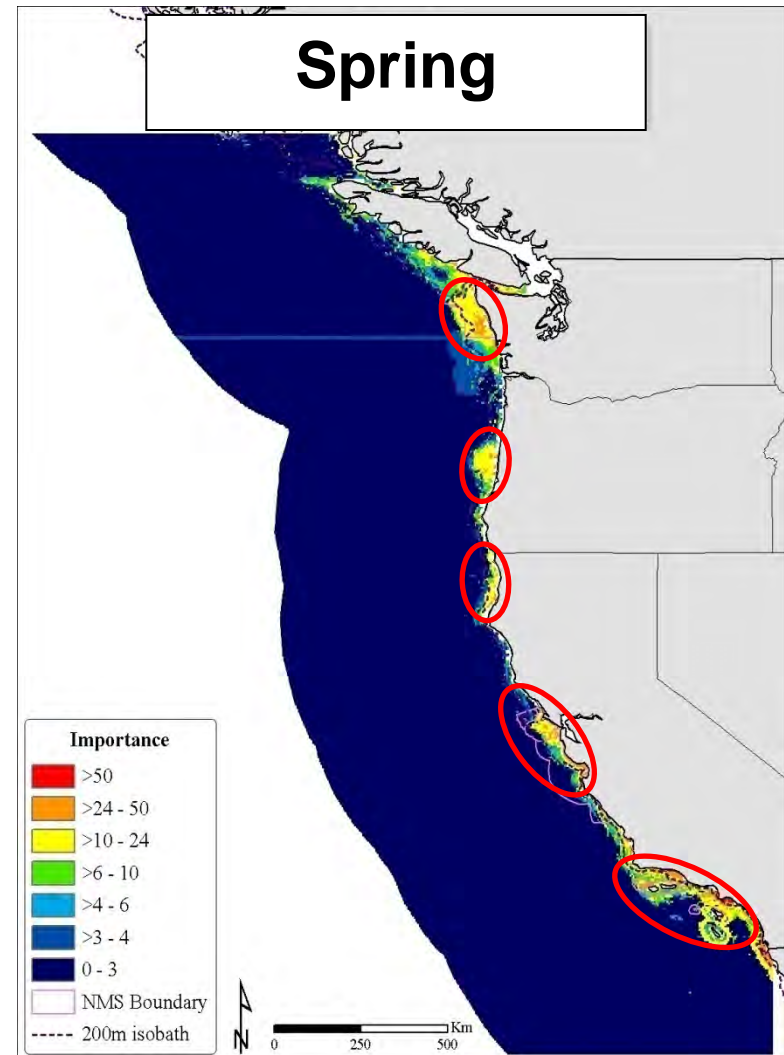 Spring
Importance
>50
>24 - 50
>10 - 24
>6 - 10
>4 - 6
>3 - 4
0 - 3
NMS Boundary
200m isobath
N
Km
0 250 500